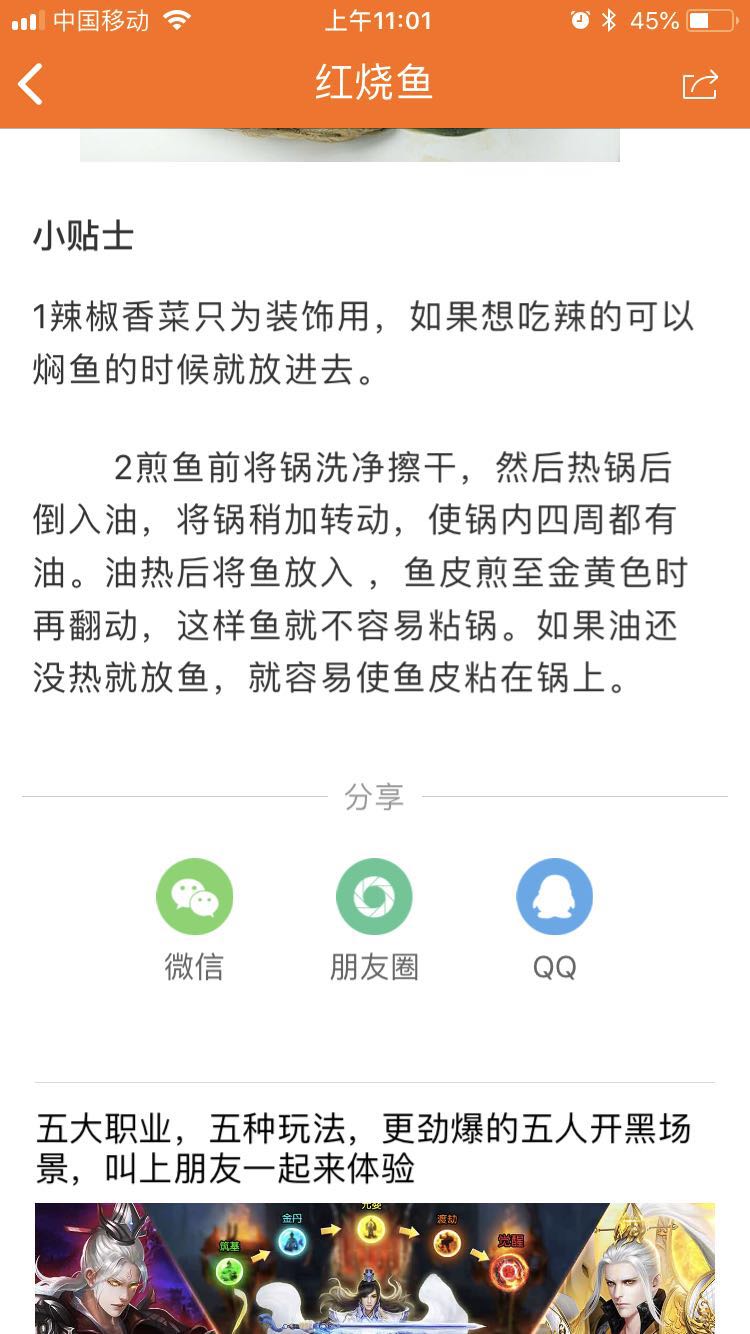 中国移动 上午11:01 45%
红烧鱼
小贴士
1辣椒香菜只为装饰用，如果想吃辣的可以
焖鱼的时候就放进去。
2煎鱼前将锅洗净擦干，然后热锅后
倒入油，将锅稍加转动，使锅内四周都有
油。油热后将鱼放入 ，鱼皮煎至金黄色时
再翻动，这样鱼就不容易粘锅。如果油还
没热就放鱼，就容易使鱼皮粘在锅上。
分享
微信 朋友圈 QQ
五大职业，五种玩法，更劲爆的五人开黑场
景，叫上朋友一起来体验
筑基 金丹 元婴 渡劫 觉醒